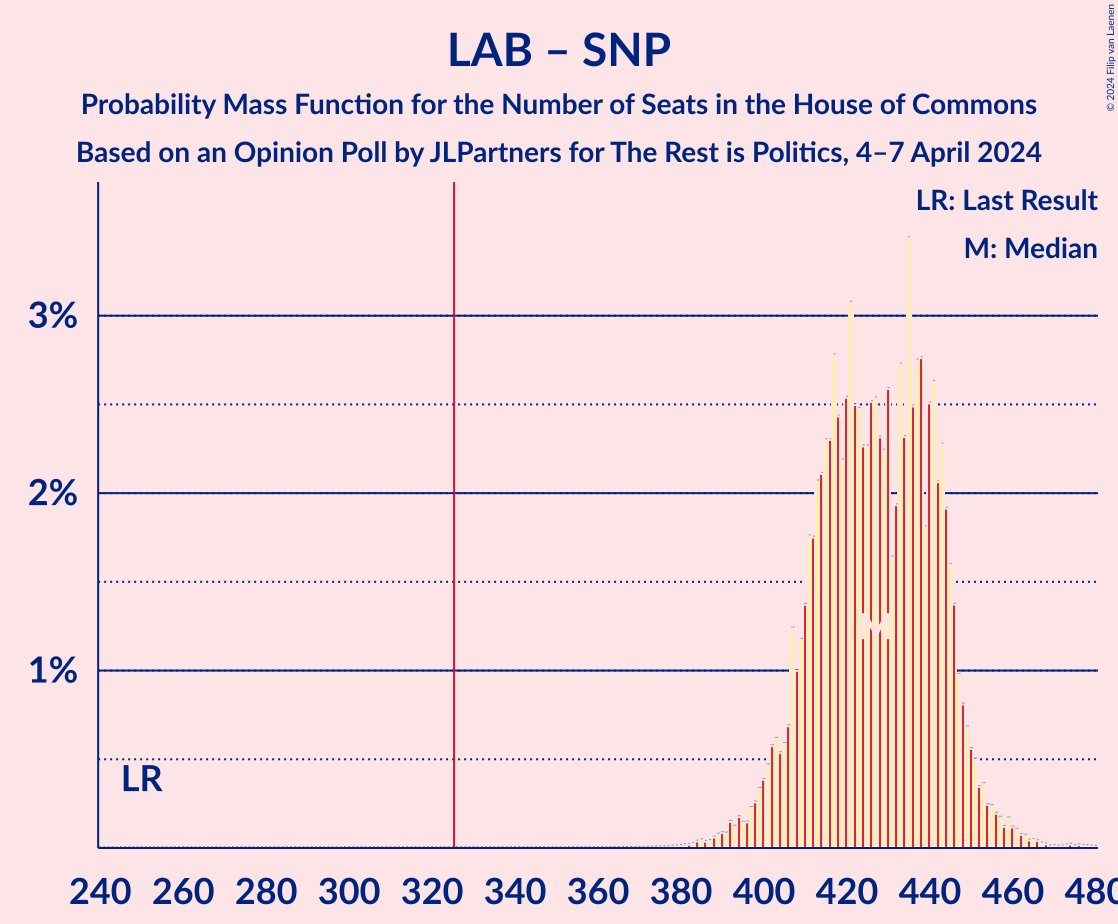 LAB – SNP
Probability Mass Function for the Number of Seats in the House of Commons
Based on an Opinion Poll by JLPartners for The Rest is Politics, 4–7 April 2024
© 2024 Filip van Laenen
LR: Last Result
M: Median
3%
2%
1%
LR
M
240 260 280 300 320 340 360 380 400 420 440 460 480